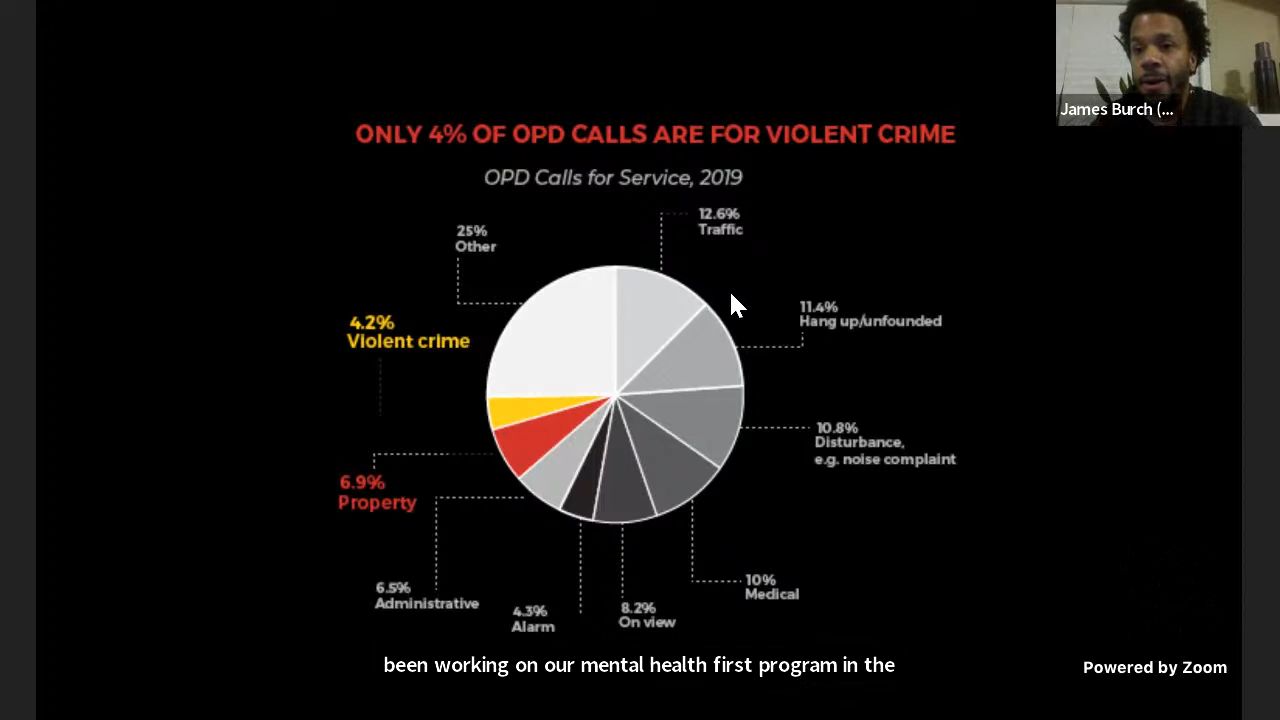 James Burch (...
ONLY 4% OF OPD CALLS ARE FOR VIOLENT CRIME
OPD Calls for Service, 2019
12.6%
Traffic
25%
Other
11.4%
Hang up/unfounded
4.2%
Violent crime
10.8%
Disturbance,
e.g. noise complaint
6.9%
Property
10%
Medical
6.5%
Administrative
4.3%
Alarm
8.2%
On view
been working on our mental health first program in the
Powered by Zoom